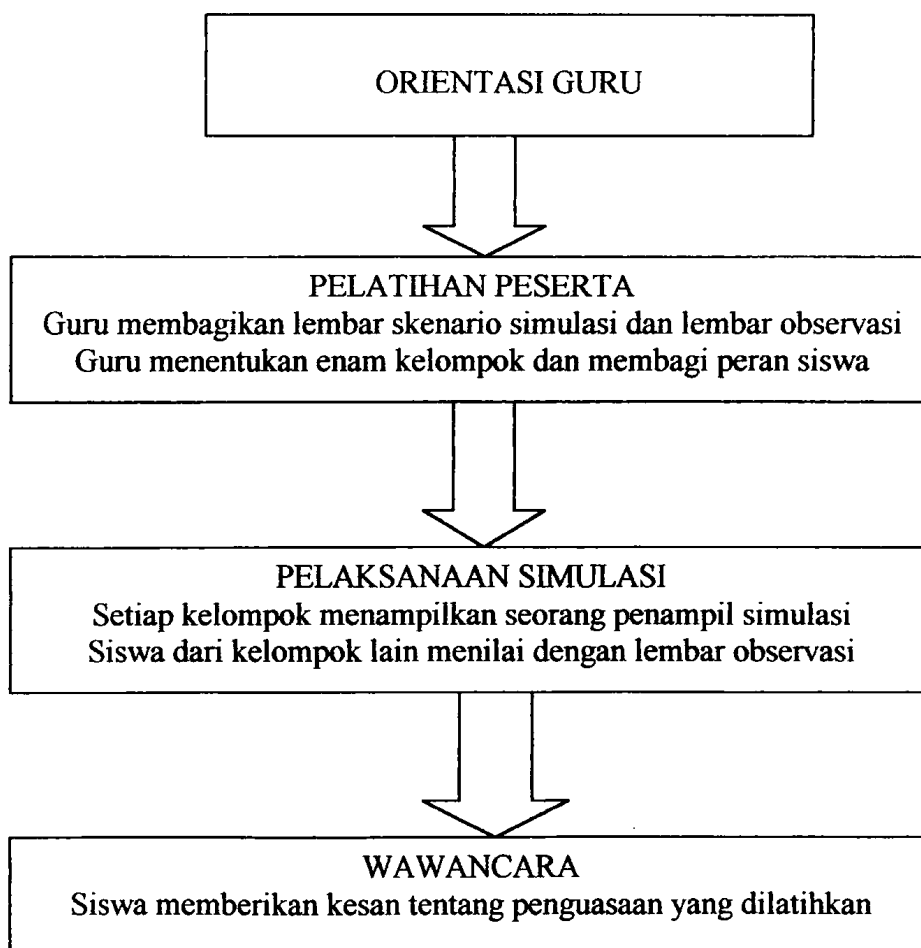 ORIENTASI GURU
PELATIHAN PESERTA
Guru membagikan lembar skenario simulasi dan lembar observasi
Guru menentukan enam kelompok dan membagi peran siswa
PELAKSANAAN SIMULASI
Setiap kelompok menampilkan seorang penampil simulasi
Siswa dari kelompok lain menilai dengan lembar observasi
WAWANCARA
Siswa memberikan kesan tentang penguasaan yang dilatihkan